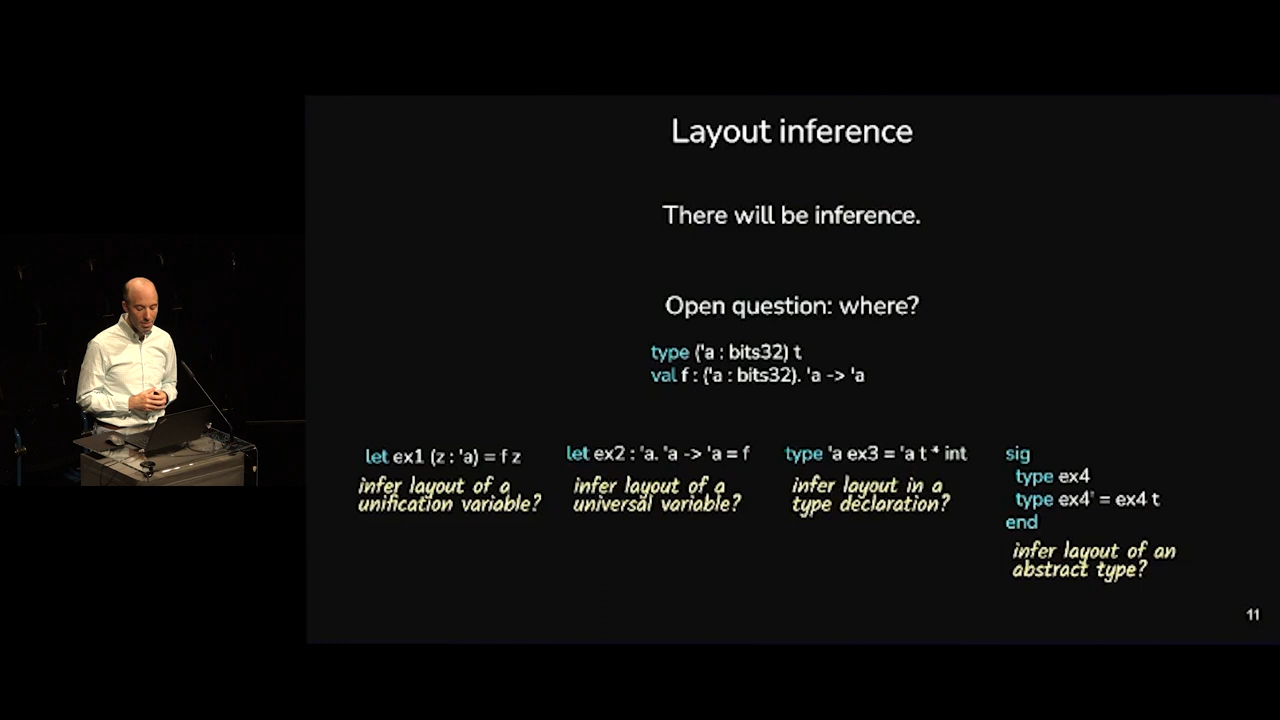 Layout inference
There will be inference.
Open question: where?
type ('a : bits32) t
val f : ('a : bits32). 'a -> 'a
let ex1 (z : 'a) = f z
infer layout of a
unification variable?
let ex2 : 'a. 'a -> 'a = f
infer layout of a
universal variable?
type 'a ex3 = 'a t * int
infer layout in a
type declaration?
sig
type ex4
type ex4' = ex4 t
end
infer layout of an
abstract type?
11